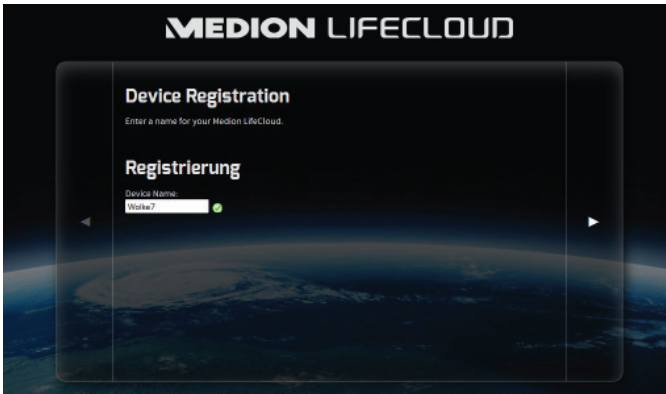 MEDION LIFECLOUD
Device Registration
Enter a name for your Medion LifeCloud.
Registrierung
Device Name:
Wolke7